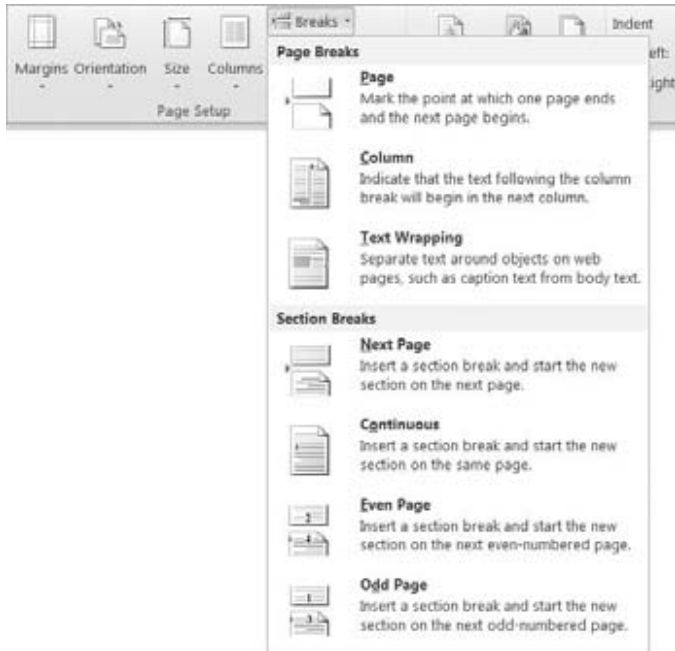 Breaks
Indent
Margins Orientation Size Columns
eft:
ight
Page Setup
Page Breaks
Page
Mark the point at which one page ends
and the next page begins.
Column
Indicate that the text following the column
break will begin in the next column.
Text Wrapping
Separate text around objects on web
pages, such as caption text from body text.
Section Breaks
Next Page
Insert a section break and start the new
section on the next page.
Continuous
Insert a section break and start the new
section on the same page.
Even Page
Insert a section break and start the new
section on the next even-numbered page.
Odd Page
Insert a section break and start the new
section on the next odd-numbered page.